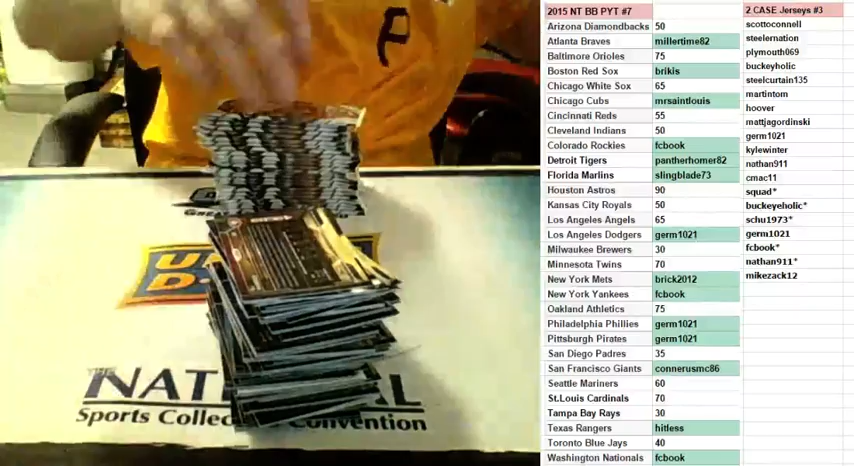 P
THE
NAT
Sports Collec
onvention
2015 NT BB PYT #7
Arizona Diamondbacks 50
Atlanta Braves millertime82
Baltimore Orioles 75
Boston Red Sox brikis
Chicago White Sox 65
Chicago Cubs mrsaintlouis
Cincinnati Reds 55
Cleveland Indians 50
Colorado Rockies fcbook
Detroit Tigers pantherhomer82
Florida Marlins slingblade73
Houston Astros 90
Kansas City Royals 50
Los Angeles Angels 65
Los Angeles Dodgers germ1021
Milwaukee Brewers 30
Minnesota Twins 70
New York Mets brick2012
New York Yankees fcbook
Oakland Athletics 75
Philadelphia Phillies germ1021
Pittsburgh Pirates germ1021
San Diego Padres 35
San Francisco Giants connerusmc86
Seattle Mariners 60
St.Louis Cardinals 70
Tampa Bay Rays 30
Texas Rangers hitless
Toronto Blue Jays 40
Washington Nationals fcbook
2 CASE Jerseys #3
scottoconnell
steelernation
plymouth069
buckeyholic
steelcurtain135
martintom
hoover
mattjagordinski
germ1021
kylewinter
nathan911
cmac11
squad*
buckeyeholic*
schu1973*
germ1021
fcbook*
nathan911*
mikezack12